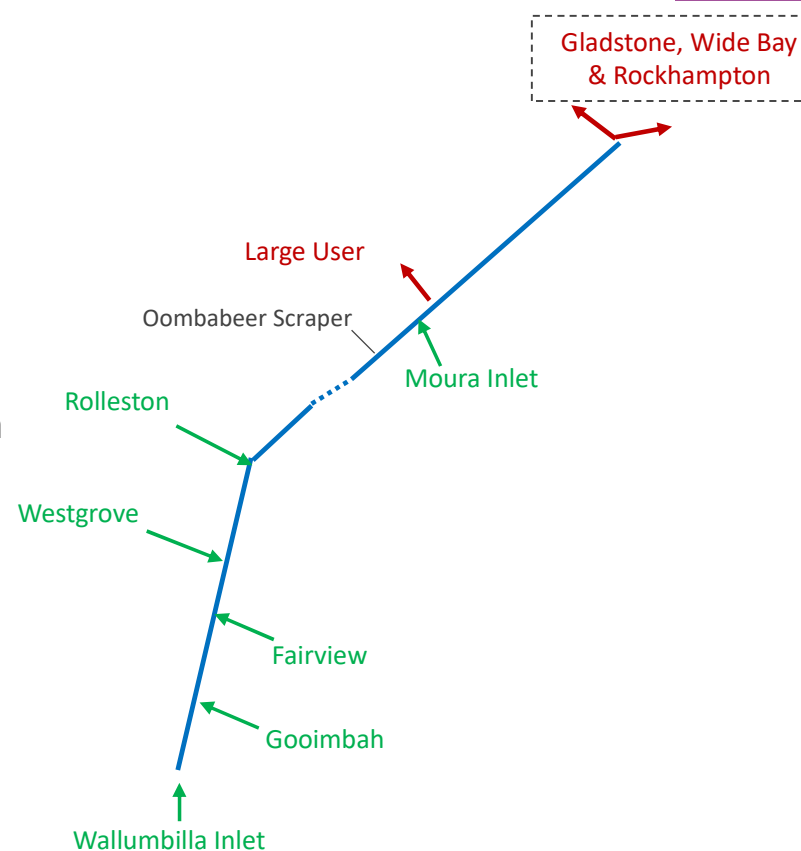 Gladstone, Wide Bay
& Rockhampton
Large User
Oombabeer Scraper
Moura Inlet
Rolleston
Westgrove
Fairview
Gooimbah
Wallumbilla Inlet